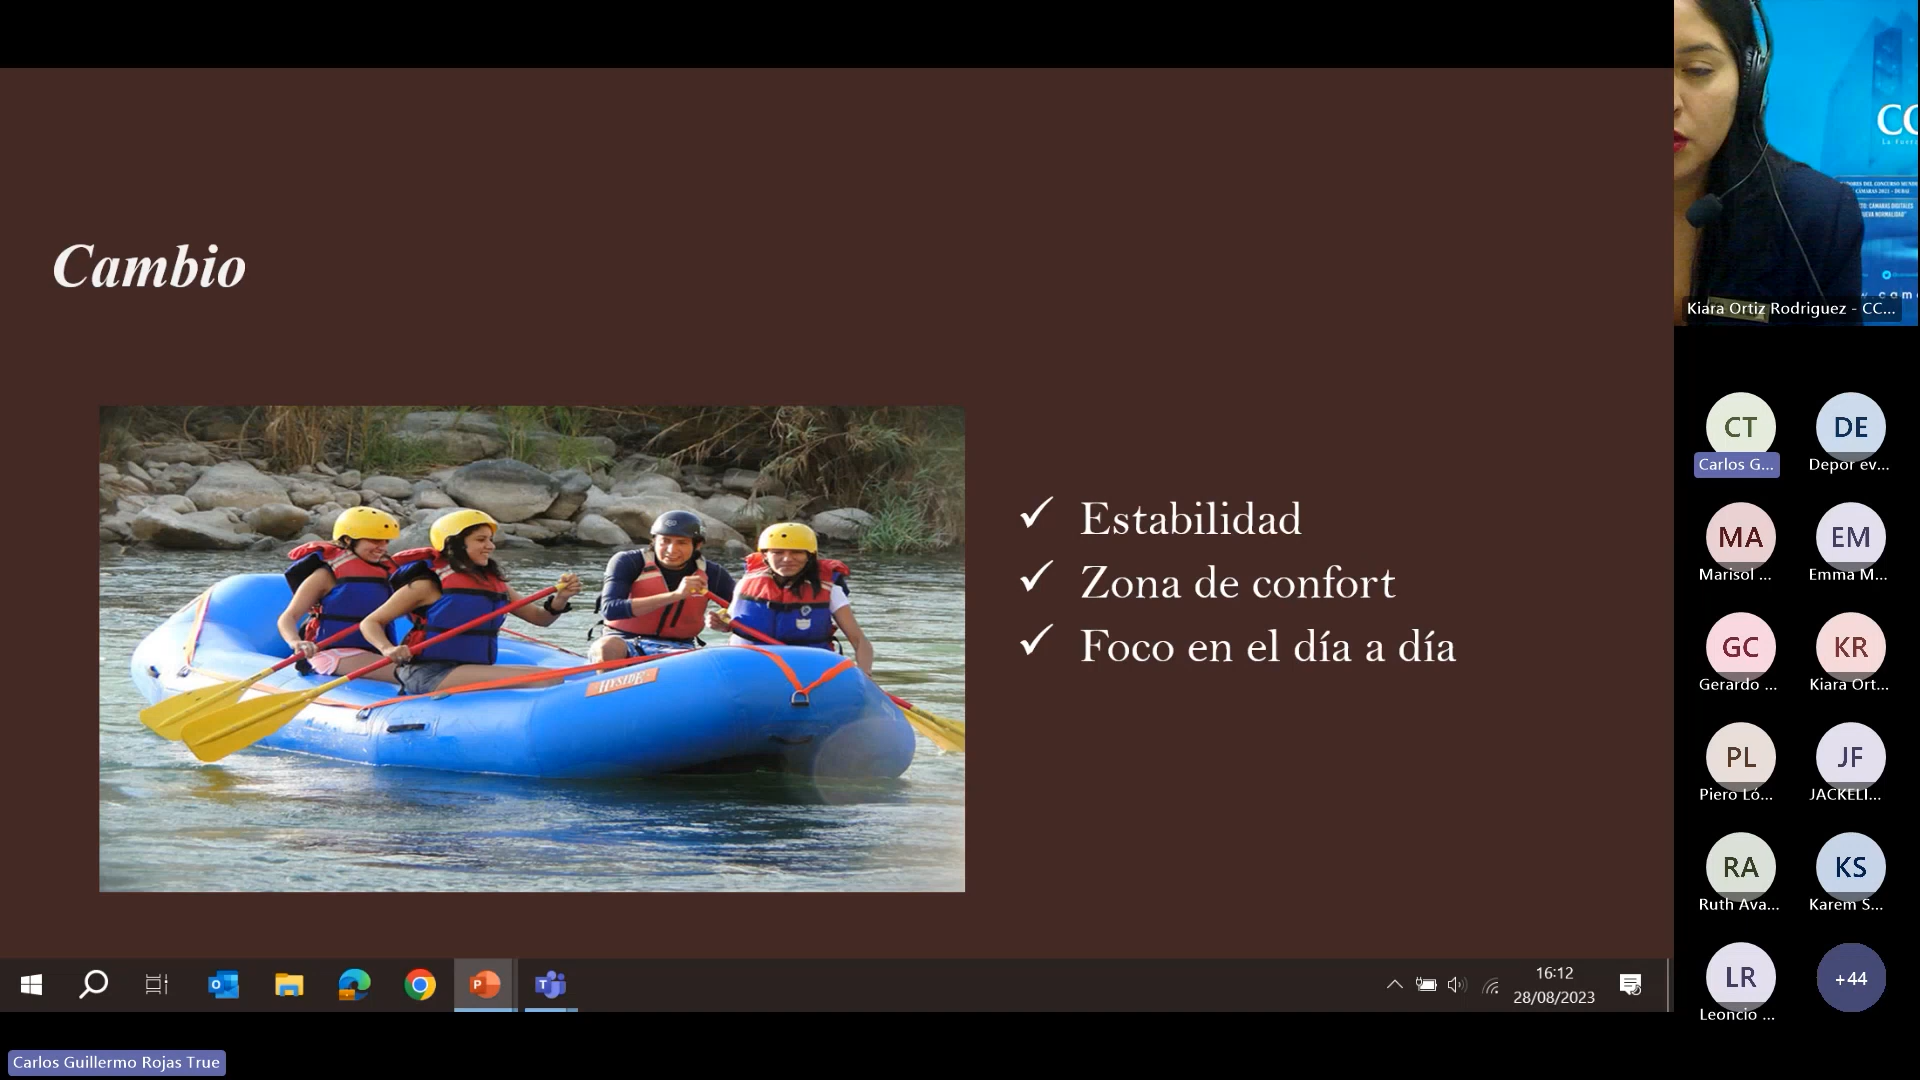 Cambio
HYSIDE
Estabilidad
Zona de confort
Foco en el día a día
16:12
28/08/2023
Carlos Guillermo Rojas True
CC
Kiara Ortiz Rodriguez - CC...
CT
Carlos G...
DE
Depor ev...
MA
Marisol ...
EM
Emma M...
GC
Gerardo ...
KR
Kiara Ort...
PL
Piero Ló...
JF
JACKELI...
RA
Ruth Ava...
KS
Karem S...
LR
Leoncio ...
+44